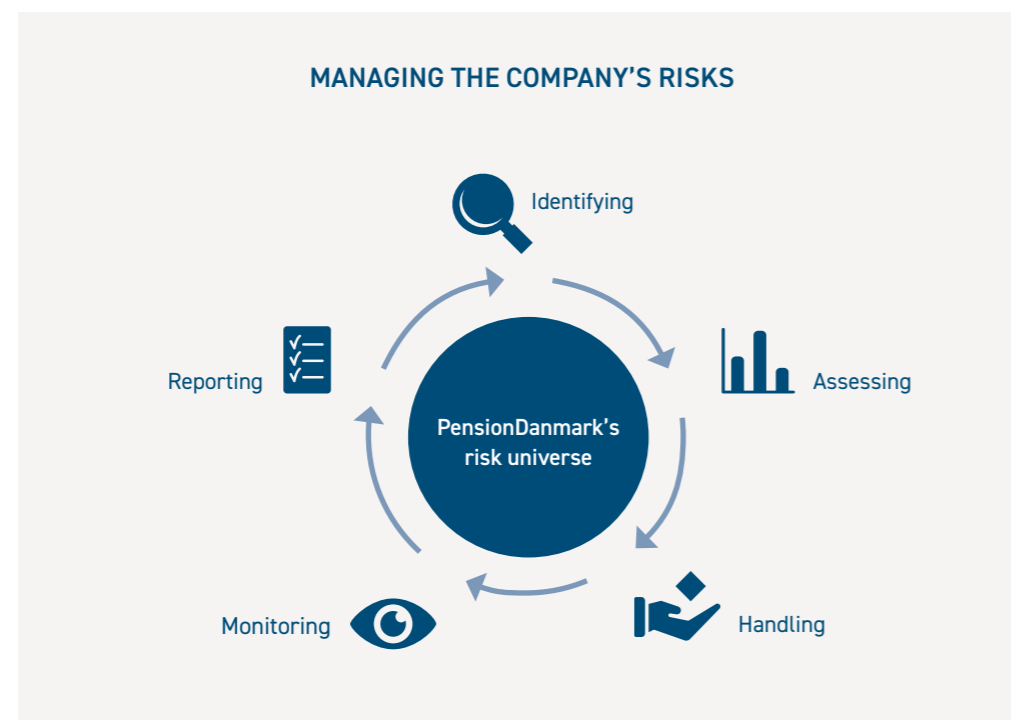 MANAGING THE COMPANY'S RISKS
Identifying
Assessing
Handling
Monitoring
Reporting
PensionDanmark's
risk universe